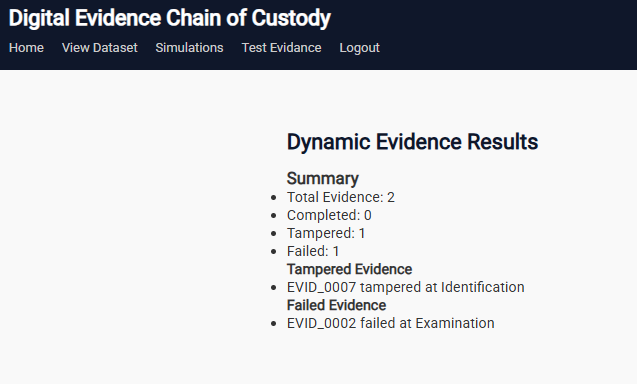 Digital Evidence Chain of Custody
Home View Dataset Simulations Test Evidance Logout
Dynamic Evidence Results
Summary
• Total Evidence: 2
• Completed: 0
• Tampered: 1
• Failed: 1
Tampered Evidence
• EVID_0007 tampered at Identification
Failed Evidence
• EVID_0002 failed at Examination